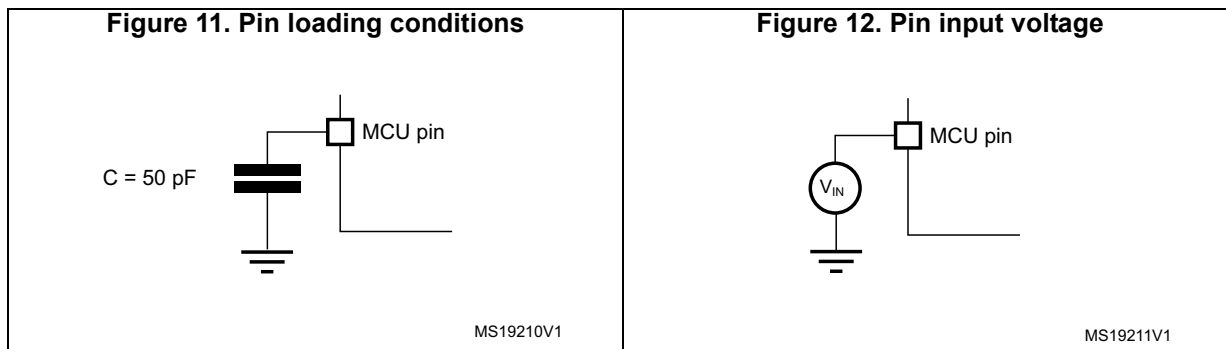 Figure 11. Pin loading conditions
MCU pin
C = 50 pF
MS19210V1
Figure 12. Pin input voltage
MCU pin
VIN
MS19211V1